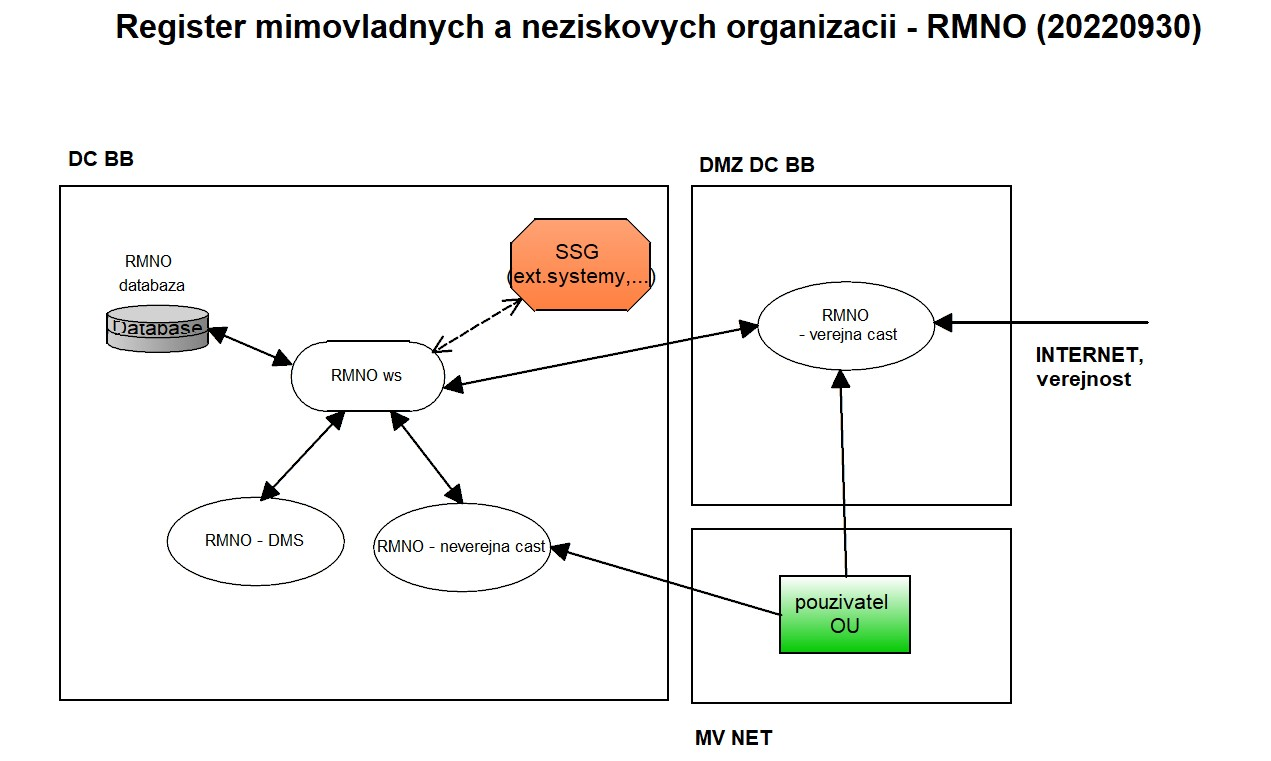 Register mimovladnych a neziskovych organizacii - RMNO (20220930)
DC BB
DMZ DC BB
SSG
(ext.systemy,...)
RMNO
databaza
Database
RMNO
- verejna cast
INTERNET,
verejnost
RMNO ws
RMNO - DMS
RMNO - neverejna cast
pouzivatel
OU
MV NET